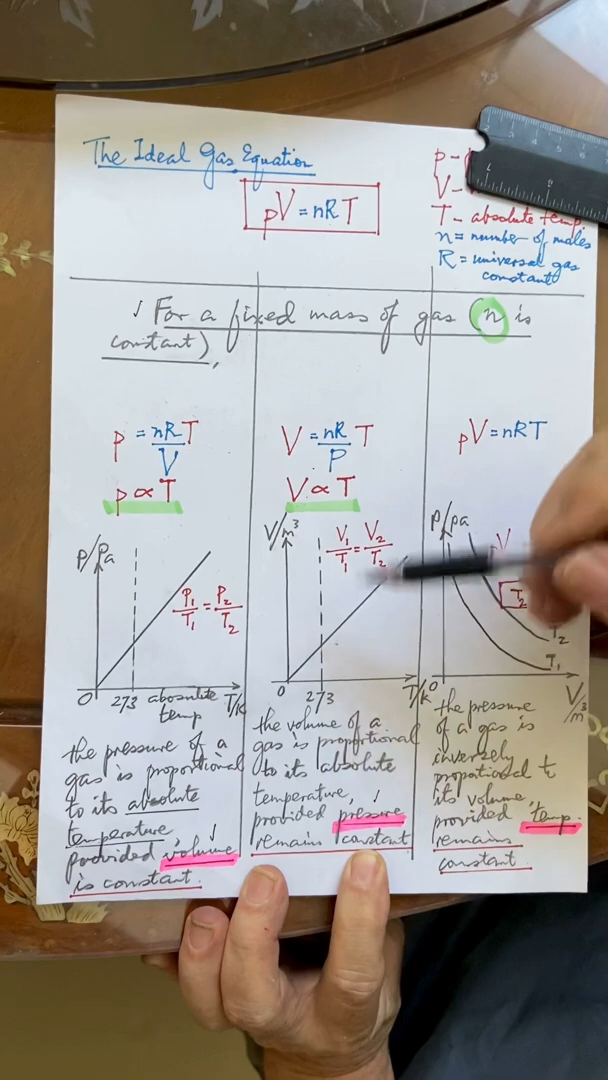 The Ideal Gas Equation
pV = nRT
p -
V -
T - absolute temp.
n = number of moles
R = universal gas
constant
✓ For a fixed mass of gas (n is
constant),
p = nRT
V
p ∝ T
P/Pa
P₁/T₁ = P₂/T₂
0
273
absolute
temp
T/K
the pressure of a
gas is proportional
to its absolute
temperature
provided volume
is constant.
V = nR T
P
V ∝ T
V/m³
V₁/T₁ = V₂/T₂
0
273
T/K
the volume of a
gas is proportional
to its absolute
temperature,
provided pressure
remains constant
pV = nRT
P/pa
V
T₂
T₂
T₁
0
V/m³
the pressure
of a gas is
inversely
propotional to
its volume,
provided temp.
remains
constant.